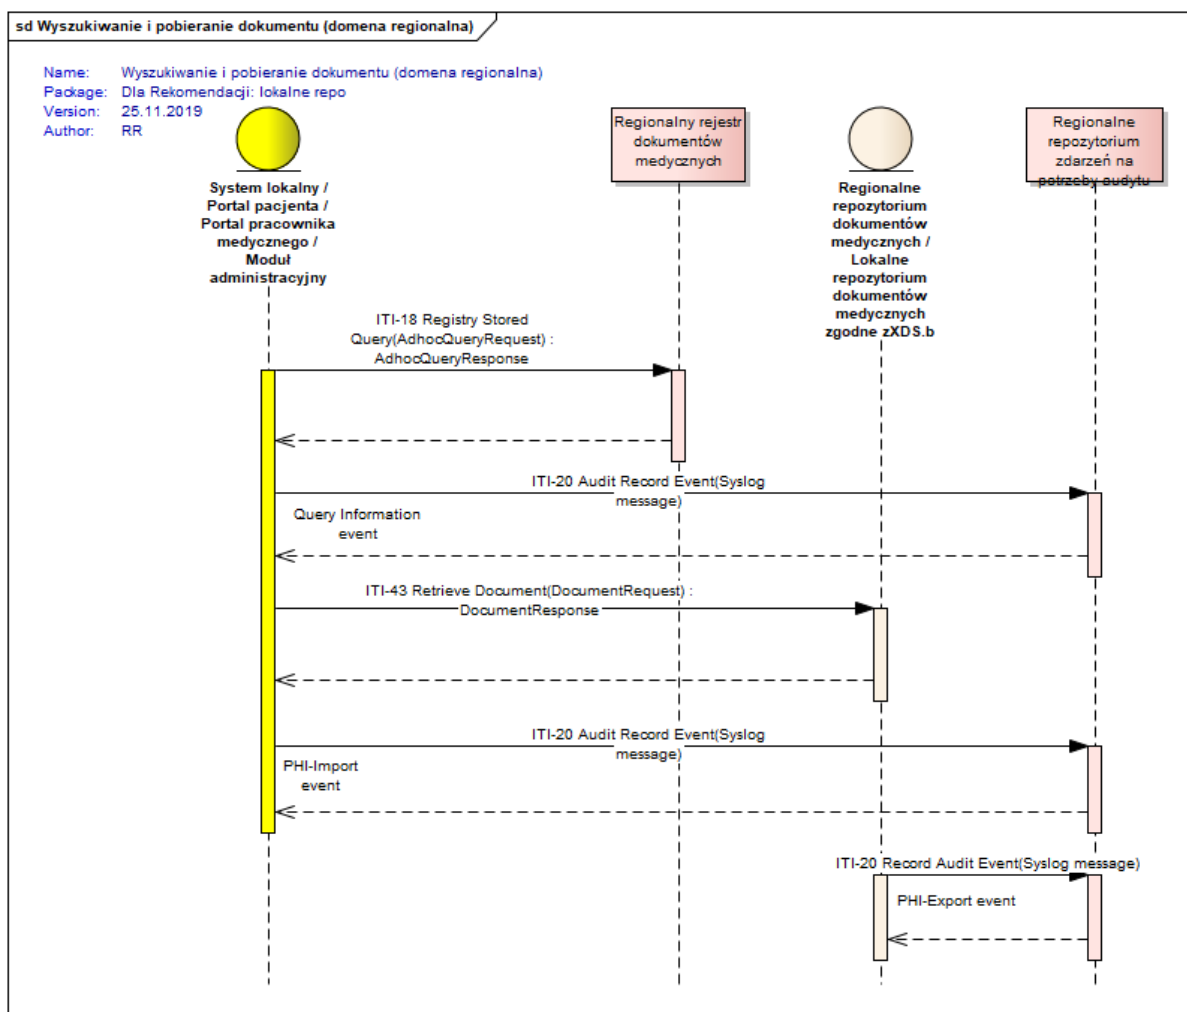 sd Wyszukiwanie i pobieranie dokumentu (domena regionalna)
Name: Wyszukiwanie i pobieranie dokumentu (domena regionalna)
Package: Dla Rekomendacji: lokalne repo
Version: 25.11.2019
Author: RR
System lokalny /
Portal pacjenta /
Portal pracownika
medycznego /
Moduł
administracyjny
Regionalny rejestr
dokumentów
medycznych
Regionalne
repozytorium
dokumentów
medycznych /
Lokalne
repozytorium
dokumentów
medycznych
zgodne zXDS.b
Regionalne
repozytorium
zdarzeń na
potrzeby audytu
ITI-18 Registry Stored
Query(AdhocQueryRequest) :
AdhocQueryResponse
ITI-20 Audit Record Event(Syslog
message)
Query Information
event
ITI-43 Retrieve Document(DocumentRequest) :
DocumentResponse
ITI-20 Audit Record Event(Syslog
message)
PHI-Import
event
ITI-20 Record Audit Event(Syslog message)
PHI-Export event